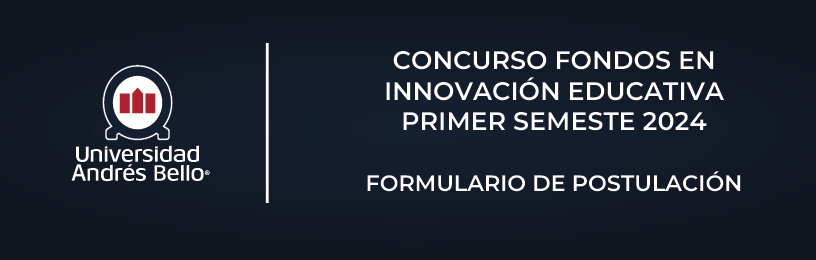 Universidad
Andrés Bello®
CONCURSO FONDOS EN
INNOVACIÓN EDUCATIVA
PRIMER SEMESTE 2024
FORMULARIO DE POSTULACIÓN